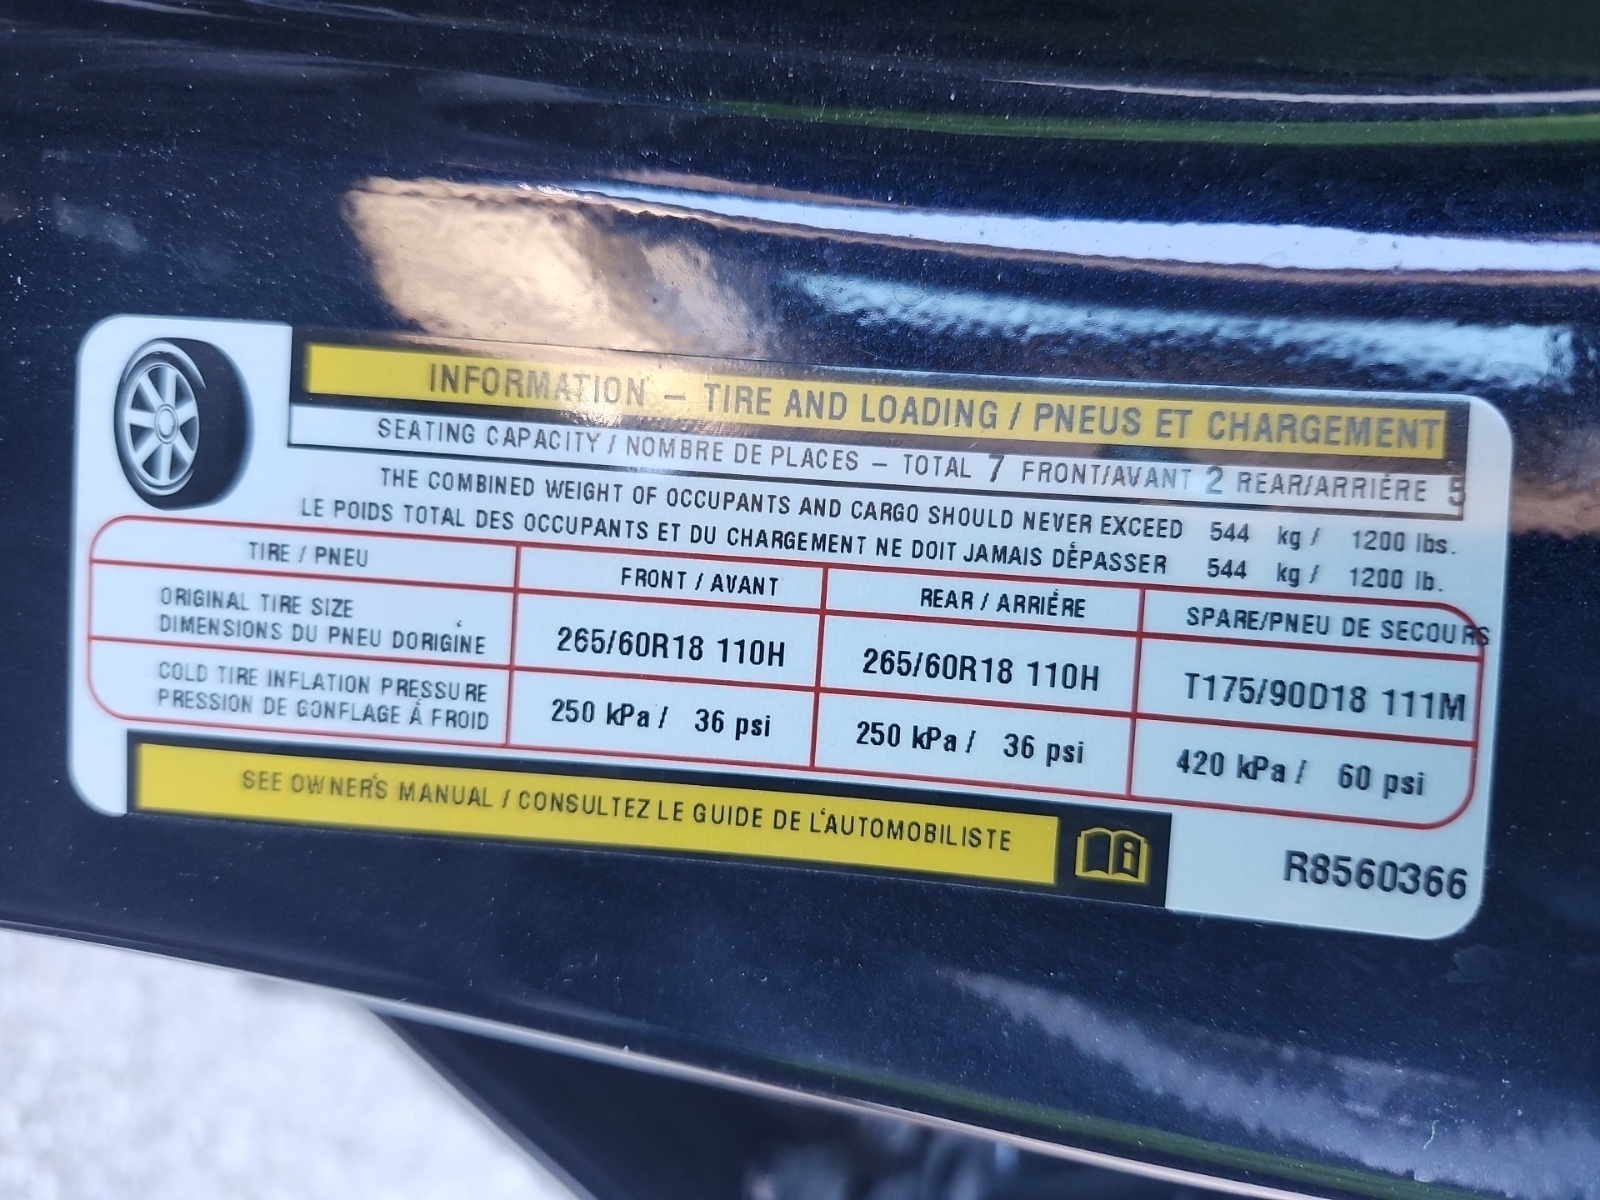 INFORMATION – TIRE AND LOADING / PNEUS ET CHARGEMENT
SEATING CAPACITY / NOMBRE DE PLACES – TOTAL 7 FRONT/AVANT 2 REAR/ARRIÈRE 5
THE COMBINED WEIGHT OF OCCUPANTS AND CARGO SHOULD NEVER EXCEED 544 kg / 1200 lbs.
LE POIDS TOTAL DES OCCUPANTS ET DU CHARGEMENT NE DOIT JAMAIS DÉPASSER 544 kg / 1200 lb.
TIRE / PNEU FRONT / AVANT REAR / ARRIÈRE SPARE/PNEU DE SECOURS
ORIGINAL TIRE SIZE
DIMENSIONS DU PNEU D'ORIGINE 265/60R18 110H 265/60R18 110H T175/90D18 111M
COLD TIRE INFLATION PRESSURE
PRESSION DE GONFLAGE À FROID 250 kPa / 36 psi 250 kPa / 36 psi 420 kPa / 60 psi
SEE OWNER'S MANUAL / CONSULTEZ LE GUIDE DE L'AUTOMOBILISTE
R8560366